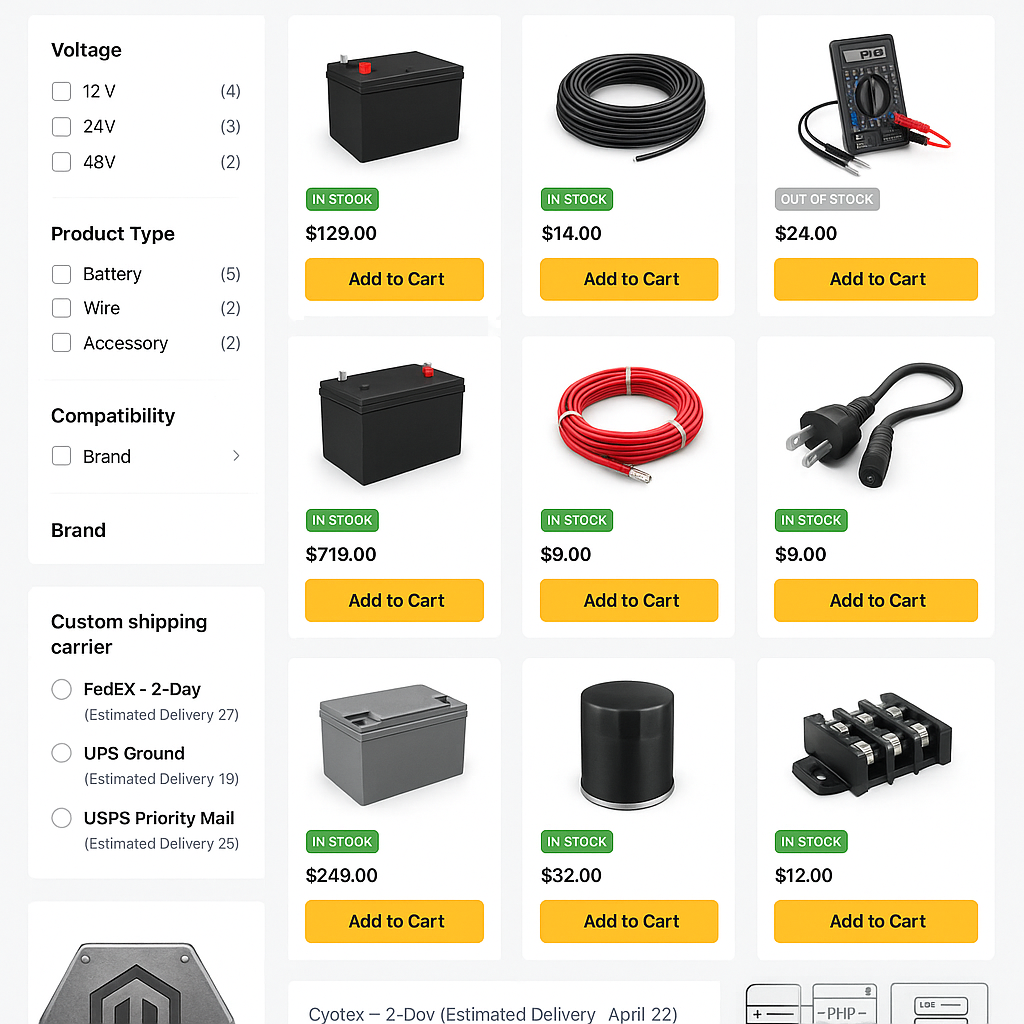 Voltage
12 V (4)
24V (3)
48V (2)
Product Type
Battery (5)
Wire (2)
Accessory (2)
Compatibility
Brand
Brand
Custom shipping
carrier
FedEX - 2-Day
(Estimated Delivery 27)
UPS Ground
(Estimated Delivery 19)
USPS Priority Mail
(Estimated Delivery 25)
IN STOOK
$129.00
Add to Cart
IN STOCK
$14.00
Add to Cart
OUT OF STOCK
$24.00
Add to Cart
IN STOOK
$719.00
Add to Cart
IN STOCK
$9.00
Add to Cart
IN STOCK
$9.00
Add to Cart
IN STOOK
$249.00
Add to Cart
IN STOCK
$32.00
Add to Cart
IN STOCK
$12.00
Add to Cart
Cyotex – 2-Dov (Estimated Delivery April 22)
PHP